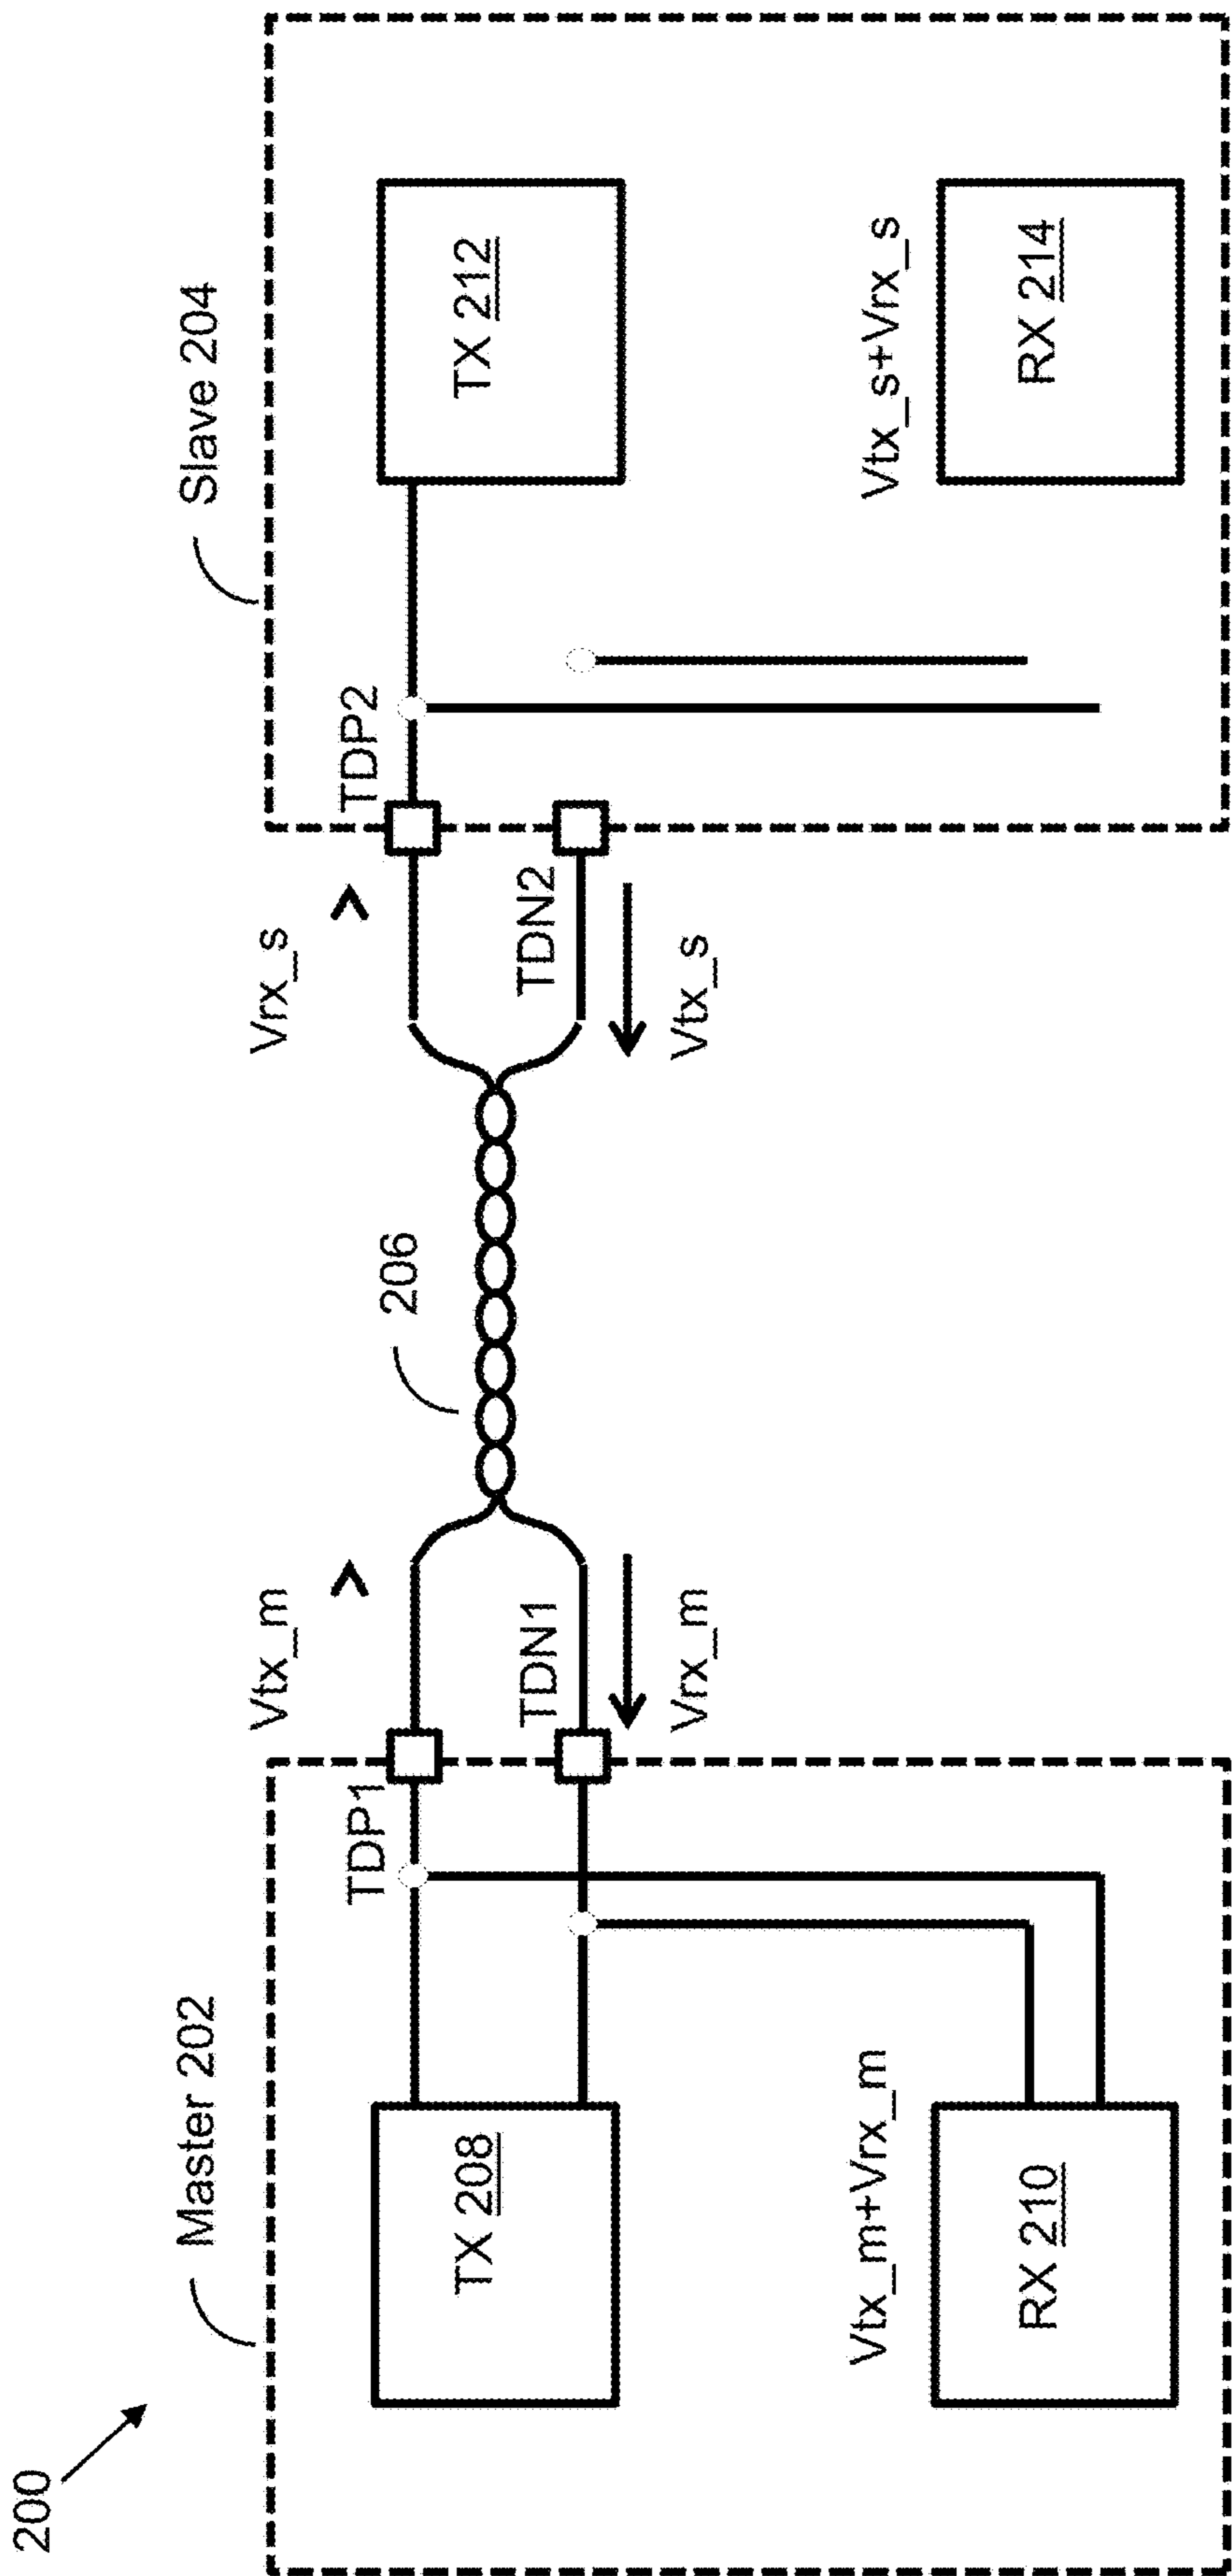 200
Master 202
Slave 204
Vtx_m
Vrx_s
206
TDP1
TDP2
TX 208
TX 212
TDN1
TDN2
Vrx_m
Vtx_s
Vtx_m+Vrx_m
Vtx_s+Vrx_s
RX 210
RX 214